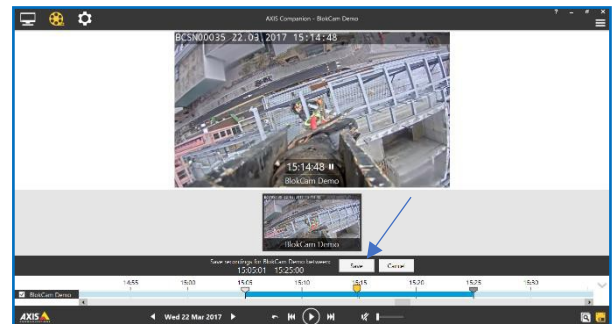 AXIS Companion - BlokCam Demo
?
BCSN00035 22.03.2017 15:14:48
15:14:48
BlokCam Demo
BlokCam Demo
Save recordings for BlokCam Demo between
15:05:01 15:25:00
Save
Cancel
14:55 15:00 15:05 15:10 15:15 15:20 15:25 15:30
BlokCam Demo
AXIS
Wed 22 Mar 2017